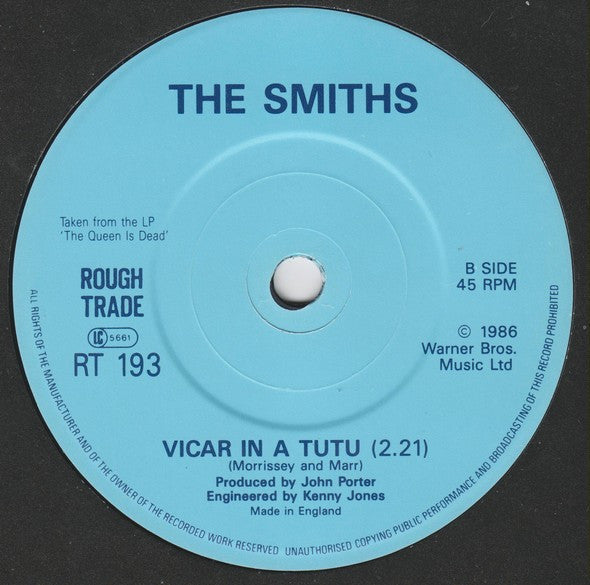 THE SMITHS
Taken from the LP
'The Queen Is Dead'
ROUGH
TRADE
LC 5661
RT 193
B SIDE
45 RPM
© 1986
Warner Bros.
Music Ltd
VICAR IN A TUTU (2.21)
(Morrissey and Marr)
Produced by John Porter
Engineered by Kenny Jones
Made in England
ALL RIGHTS OF THE MANUFACTURER AND OF THE OWNER OF THE RECORDED WORK RESERVED UNAUTHORISED COPYING PUBLIC PERFORMANCE AND BROADCASTING OF THIS RECORD PROHIBITED